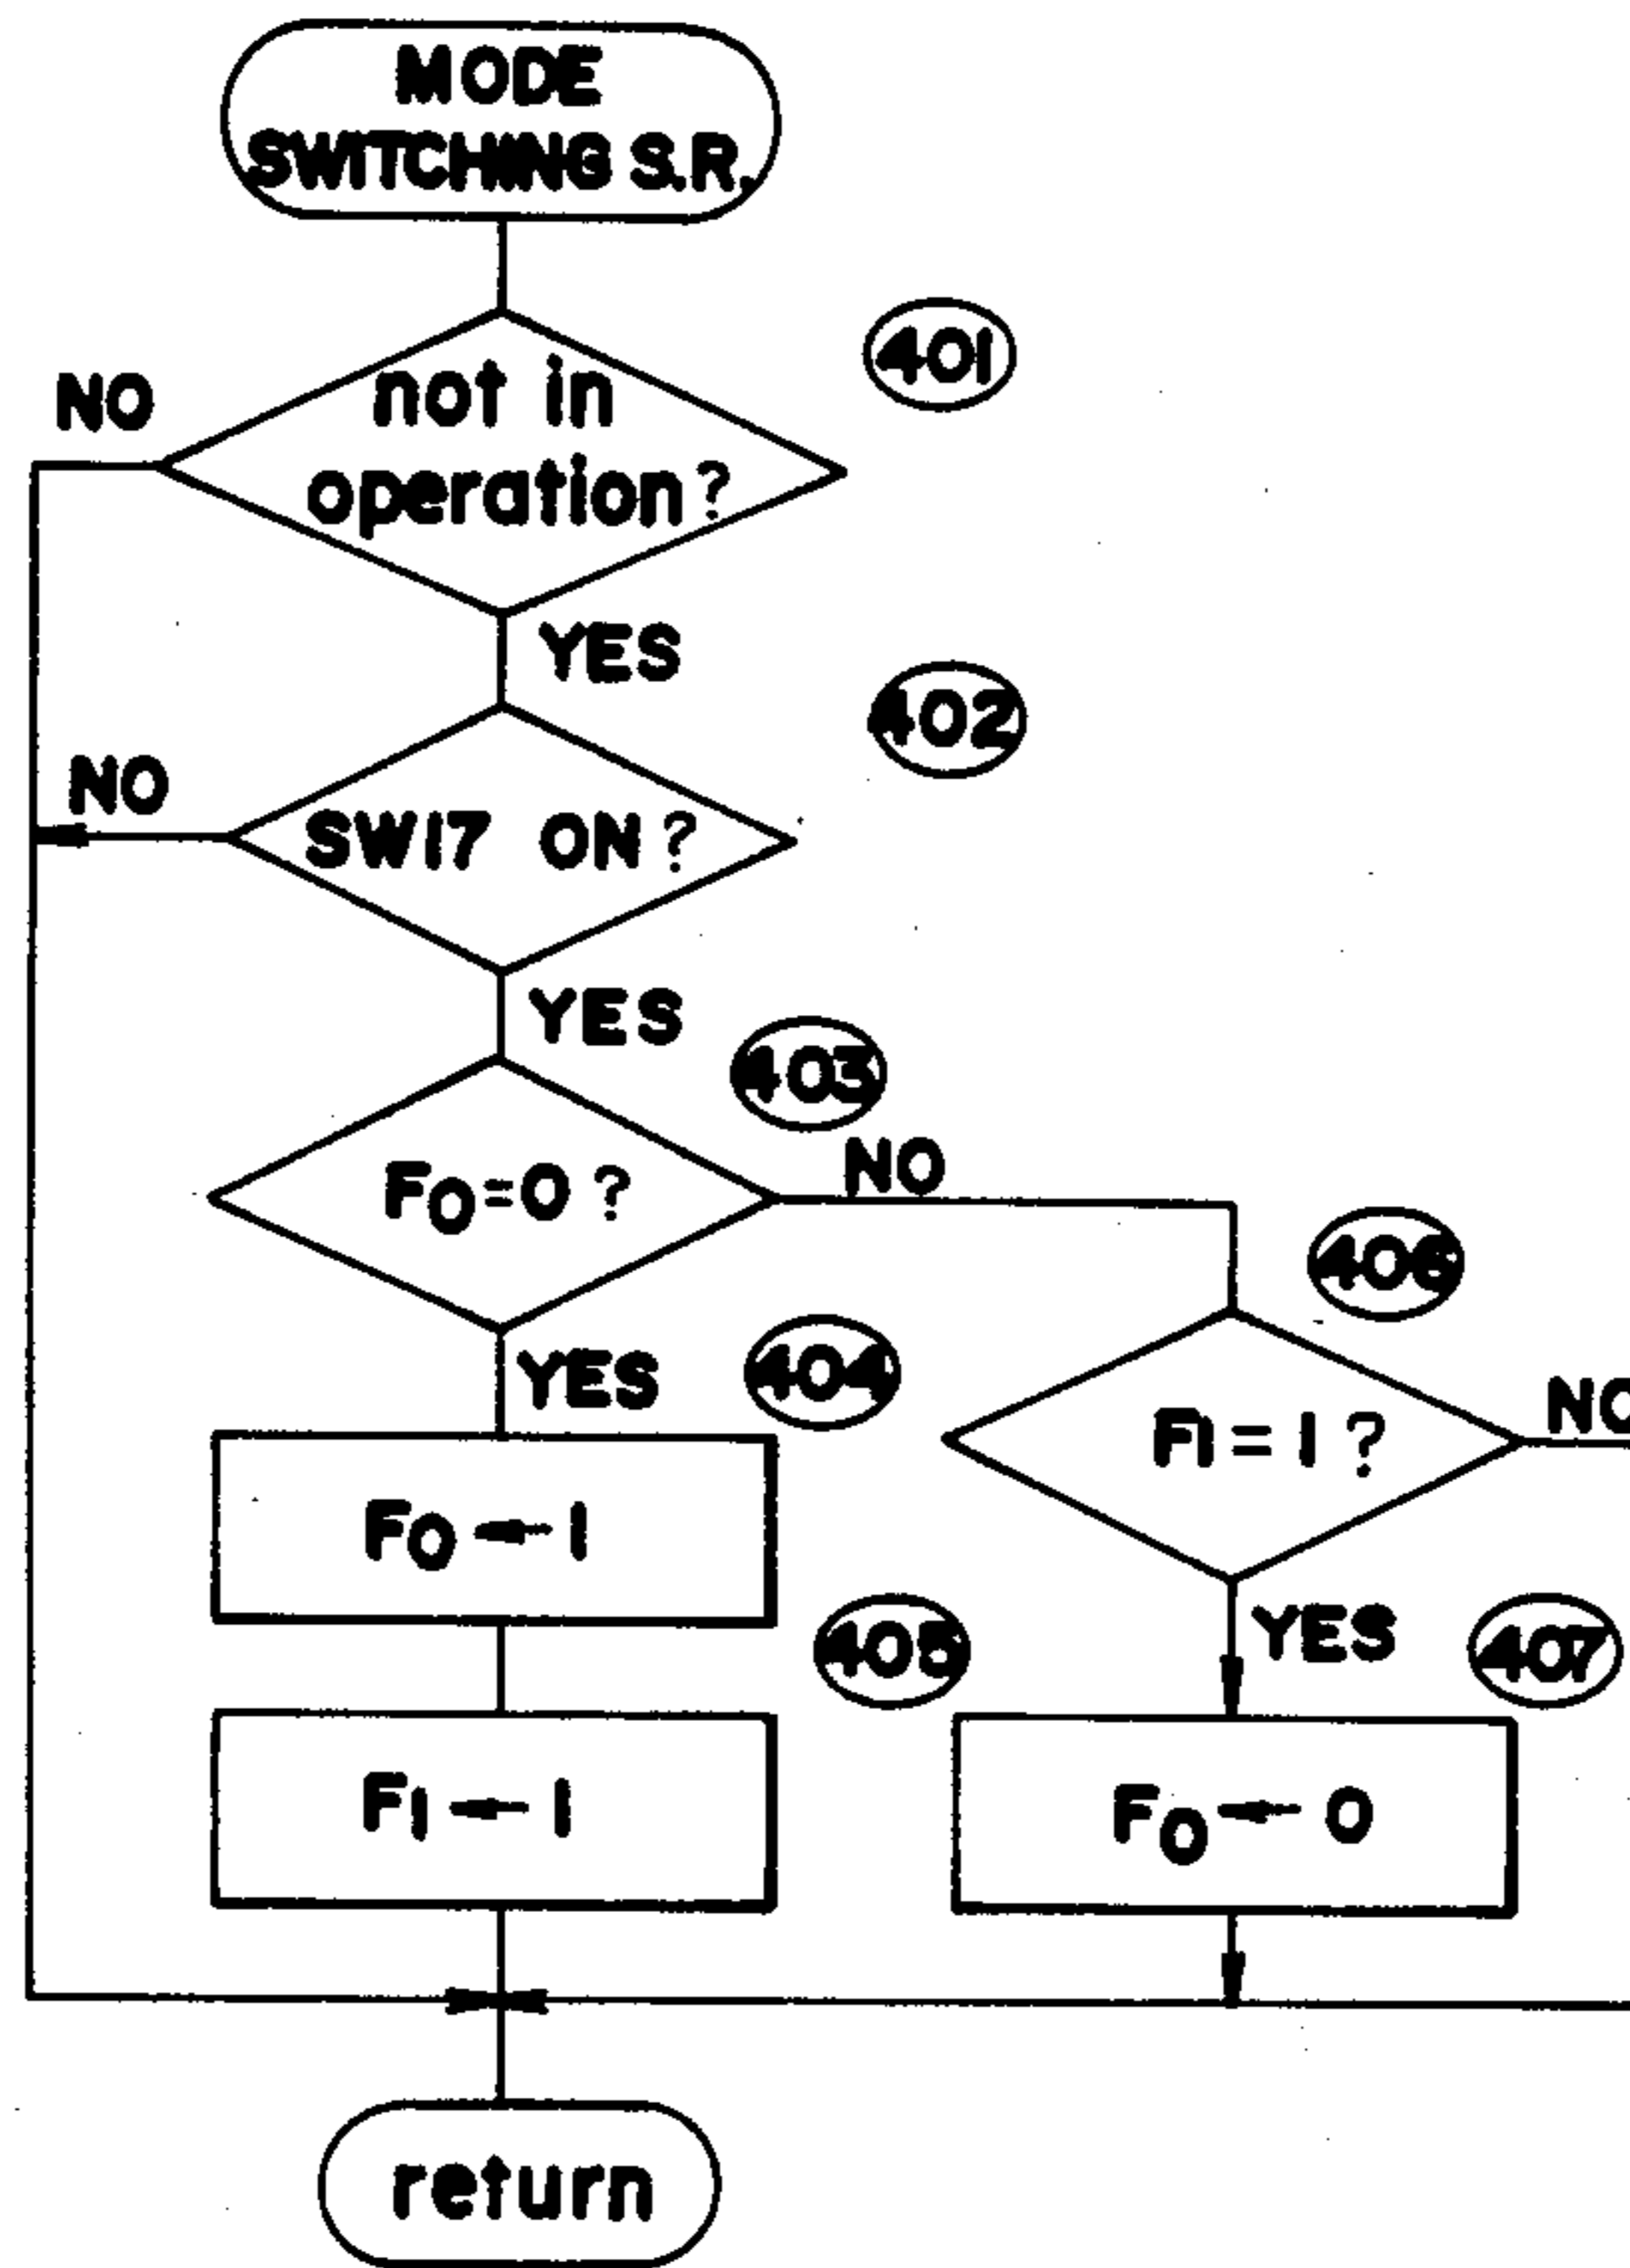 MODE
SWITCHING S.R.
401
NO
not in
operation?
YES
402
NO
SW17 ON?
YES
403
F0=0?
NO
406
YES
404
F1=1?
NO
F0←1
YES
405
407
F1←1
F0←0
return